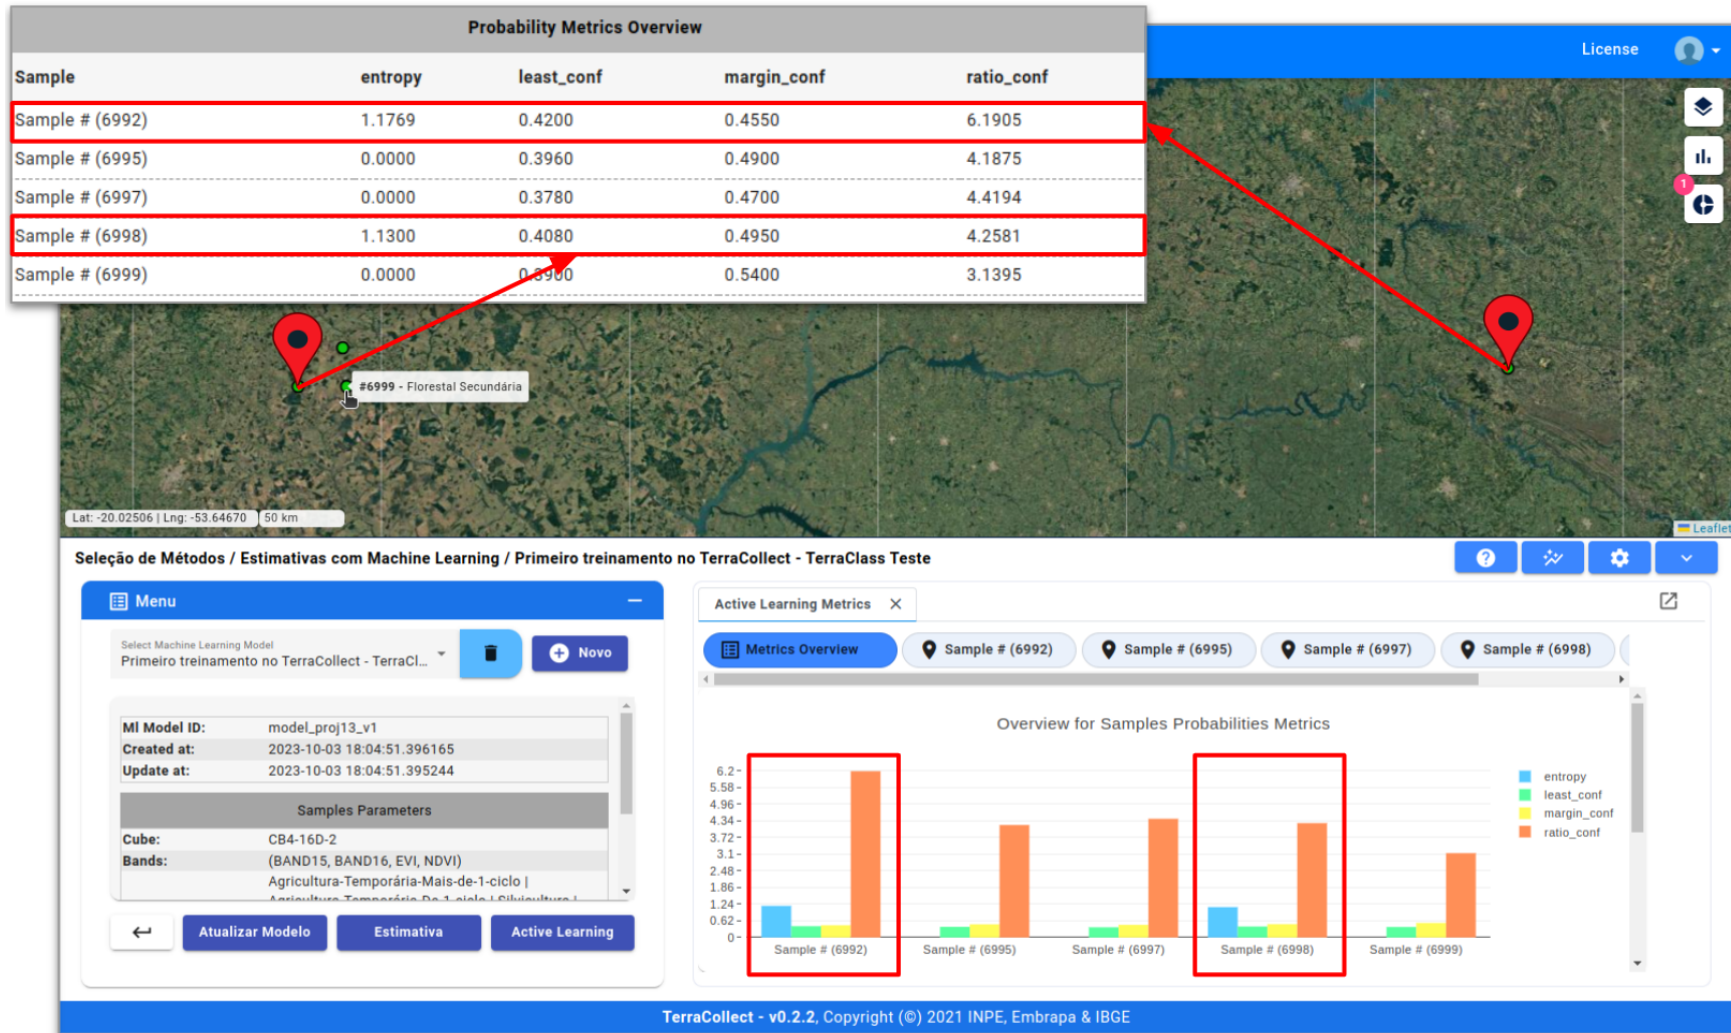 Probability Metrics Overview
Sample entropy least_conf margin_conf ratio_conf
Sample # (6992) 1.1769 0.4200 0.4550 6.1905
Sample # (6995) 0.0000 0.3960 0.4900 4.1875
Sample # (6997) 0.0000 0.3780 0.4700 4.4194
Sample # (6998) 1.1300 0.4080 0.4950 4.2581
Sample # (6999) 0.0000 0.3900 0.5400 3.1395
License
1
#6999 - Florestal Secundária
Lat: -20.02506 | Lng: -53.64670 50 km
Leaflet
Seleção de Métodos / Estimativas com Machine Learning / Primeiro treinamento no TerraCollect - TerraClass Teste
Menu
Select Machine Learning Model
Primeiro treinamento no TerraCollect - TerraCl...
Novo
Ml Model ID: model_proj13_v1
Created at: 2023-10-03 18:04:51.396165
Update at: 2023-10-03 18:04:51.395244
Samples Parameters
Cube: CB4-16D-2
Bands: (BAND15, BAND16, EVI, NDVI)
Agricultura-Temporária-Mais-de-1-ciclo |
Agricultura-Temporária-De-1-ciclo | Silvicultura |
Atualizar Modelo Estimativa Active Learning
Active Learning Metrics
Metrics Overview Sample # (6992) Sample # (6995) Sample # (6997) Sample # (6998)
Overview for Samples Probabilities Metrics
6.2
5.58
4.96
4.34
3.72
3.1
2.48
1.86
1.24
0.62
0
Sample # (6992) Sample # (6995) Sample # (6997) Sample # (6998) Sample # (6999)
entropy
least_conf
margin_conf
ratio_conf
TerraCollect - v0.2.2, Copyright (©) 2021 INPE, Embrapa & IBGE